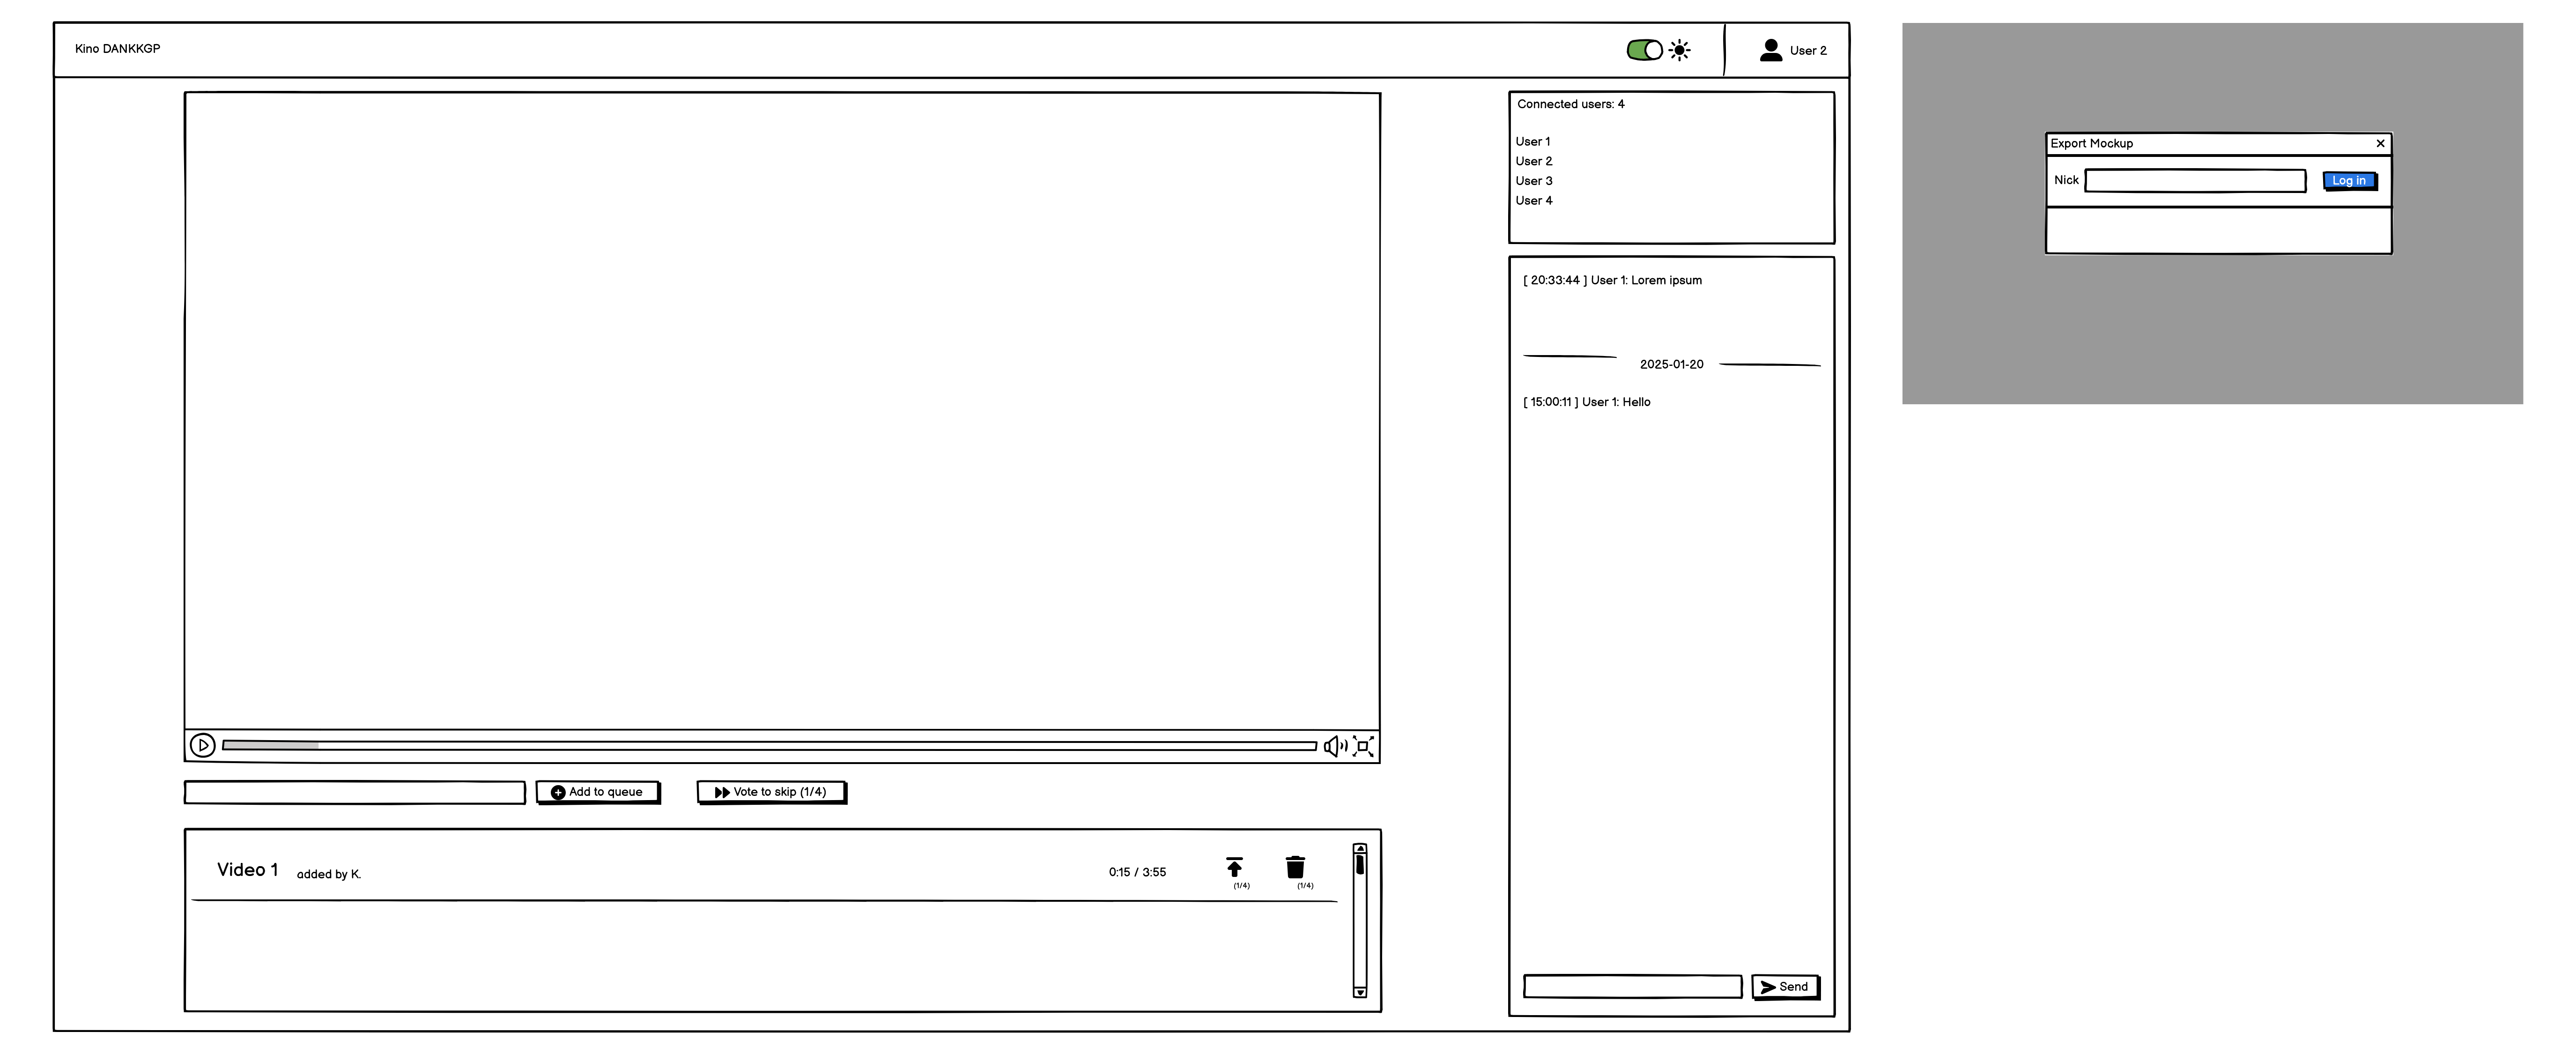 Kino DANKKGP
User 2
Connected users: 4
User 1
User 2
User 3
User 4
[ 20:33:44 ] User 1: Lorem ipsum
2025-01-20
[ 15:00:11 ] User 1: Hello
Send
Add to queue
Vote to skip (1/4)
Video 1 added by K. 0:15 / 3:55
(1/4) (1/4)
Export Mockup
Nick Log in